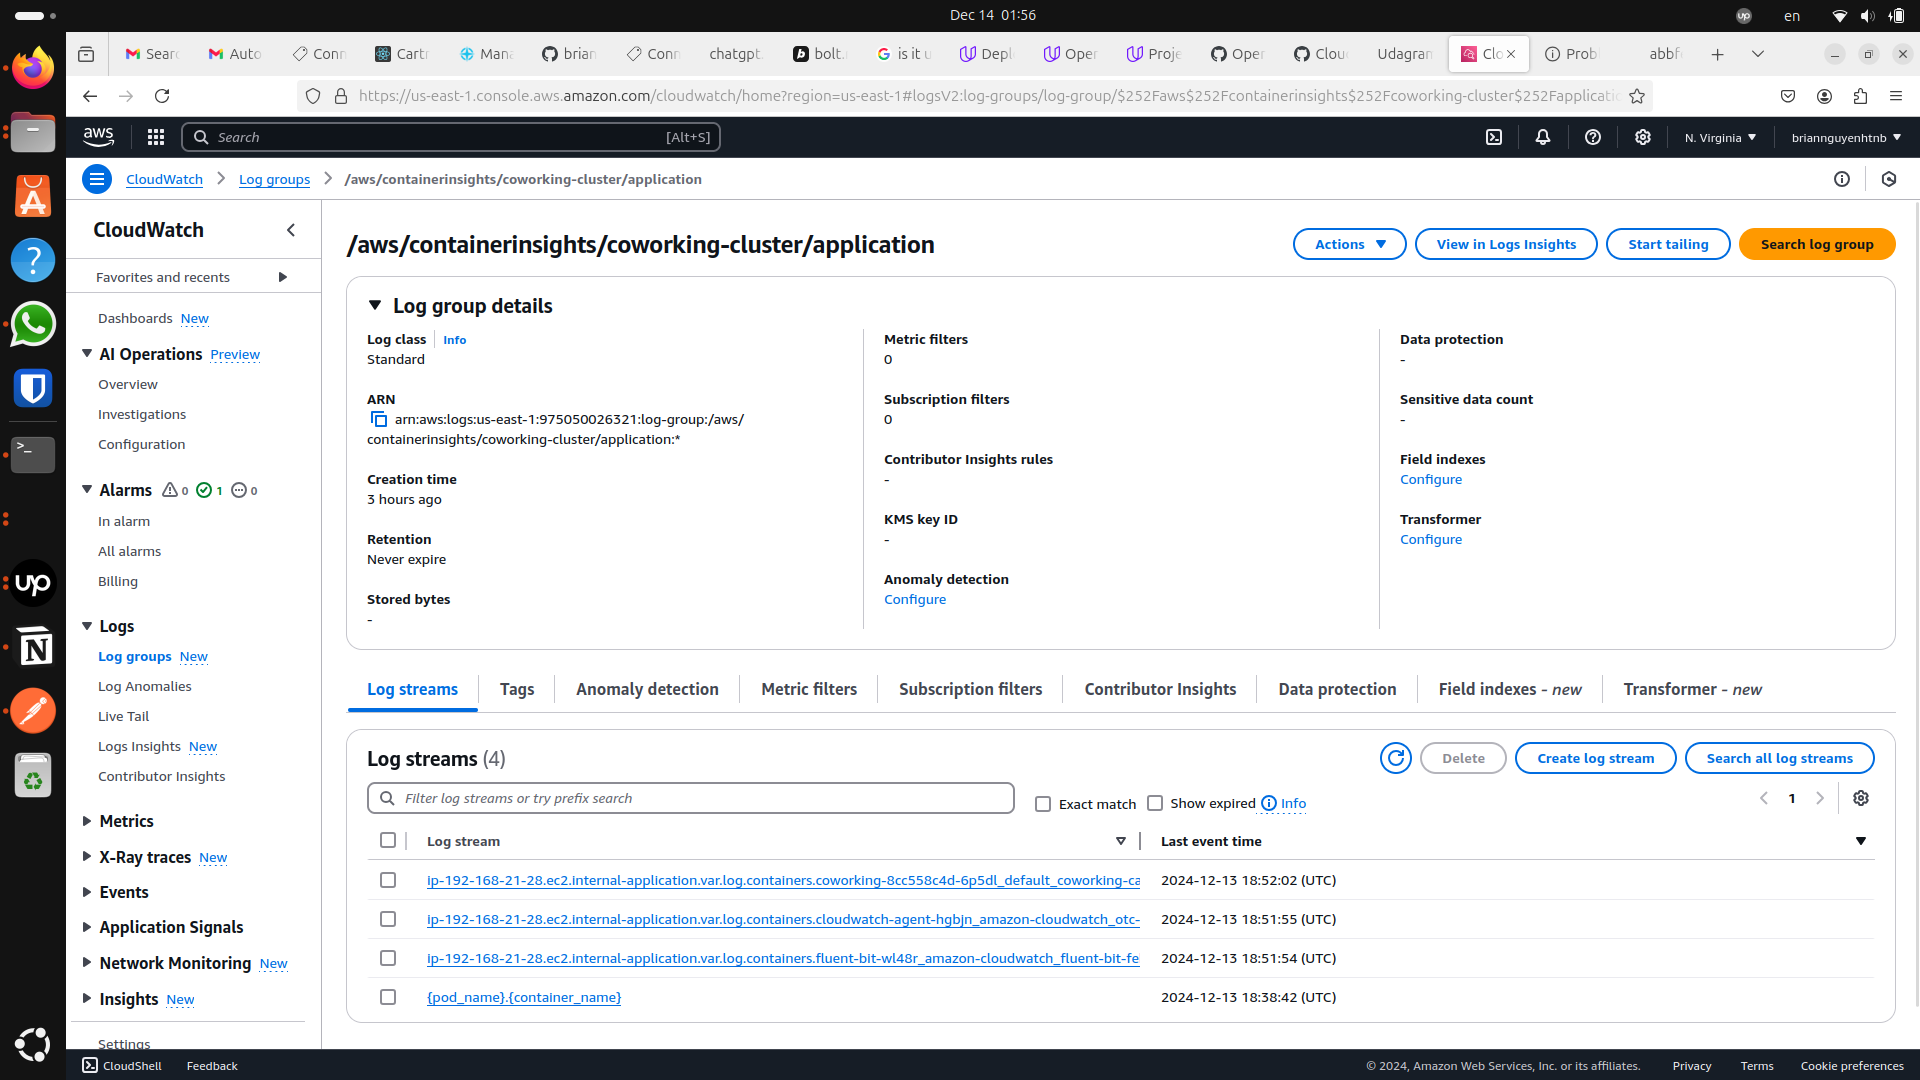 Dec 14 01:56
en
Sear
Auto
Conn
Cartr
Mana
brian
Conn
chatgpt.
bolt.
is it u
Depl
Oper
Proje
Oper
Clou
Udagram
Clo
Prob
abbf
https://us-east-1.console.aws.amazon.com/cloudwatch/home?region=us-east-1#logsV2:log-groups/log-group/$252Faws$252Fcontainerinsights$252Fcoworking-cluster$252Fapplicatio
aws
Search
[Alt+S]
N. Virginia
briannguyenhtnb
CloudWatch
Log groups
/aws/containerinsights/coworking-cluster/application
CloudWatch
Favorites and recents
Dashboards New
AI Operations Preview
Overview
Investigations
Configuration
Alarms 0 1 0
In alarm
All alarms
Billing
Logs
Log groups New
Log Anomalies
Live Tail
Logs Insights New
Contributor Insights
Metrics
X-Ray traces New
Events
Application Signals
Network Monitoring New
Insights New
Settings
/aws/containerinsights/coworking-cluster/application
Actions
View in Logs Insights
Start tailing
Search log group
Log group details
Log class Info
Standard
ARN
arn:aws:logs:us-east-1:975050026321:log-group:/aws/
containerinsights/coworking-cluster/application:*
Creation time
3 hours ago
Retention
Never expire
Stored bytes
-
Metric filters
0
Subscription filters
0
Contributor Insights rules
-
KMS key ID
-
Anomaly detection
Configure
Data protection
-
Sensitive data count
-
Field indexes
Configure
Transformer
Configure
Log streams
Tags
Anomaly detection
Metric filters
Subscription filters
Contributor Insights
Data protection
Field indexes - new
Transformer - new
Log streams (4)
Delete
Create log stream
Search all log streams
Filter log streams or try prefix search
Exact match
Show expired
Info
1
Log stream
Last event time
ip-192-168-21-28.ec2.internal-application.var.log.containers.coworking-8cc558c4d-6p5dl_default_coworking-ca
2024-12-13 18:52:02 (UTC)
ip-192-168-21-28.ec2.internal-application.var.log.containers.cloudwatch-agent-hgbjn_amazon-cloudwatch_otc-
2024-12-13 18:51:55 (UTC)
ip-192-168-21-28.ec2.internal-application.var.log.containers.fluent-bit-wl48r_amazon-cloudwatch_fluent-bit-fe
2024-12-13 18:51:54 (UTC)
{pod_name}.{container_name}
2024-12-13 18:38:42 (UTC)
CloudShell
Feedback
© 2024, Amazon Web Services, Inc. or its affiliates.
Privacy
Terms
Cookie preferences